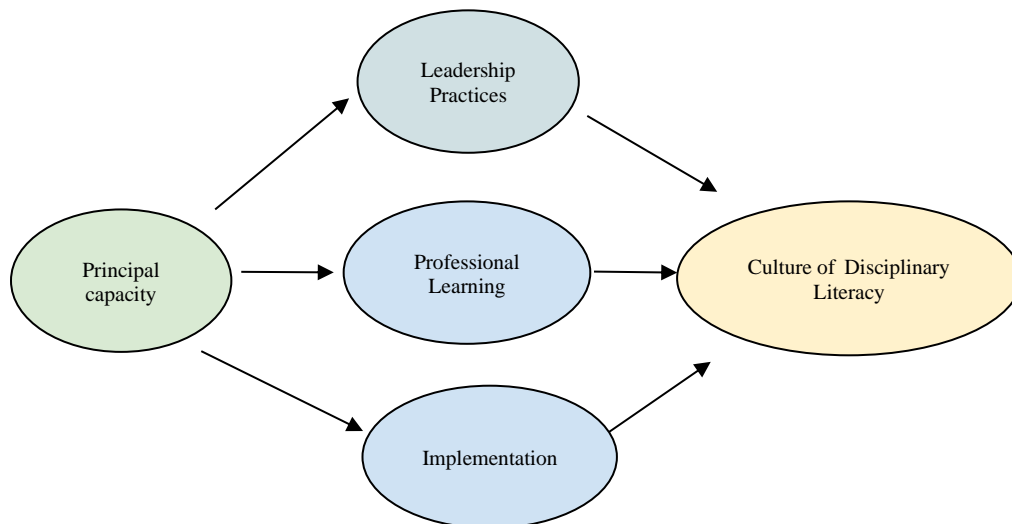 Leadership
Practices
Principal
capacity
Professional
Learning
Culture of  Disciplinary
Literacy
Implementation